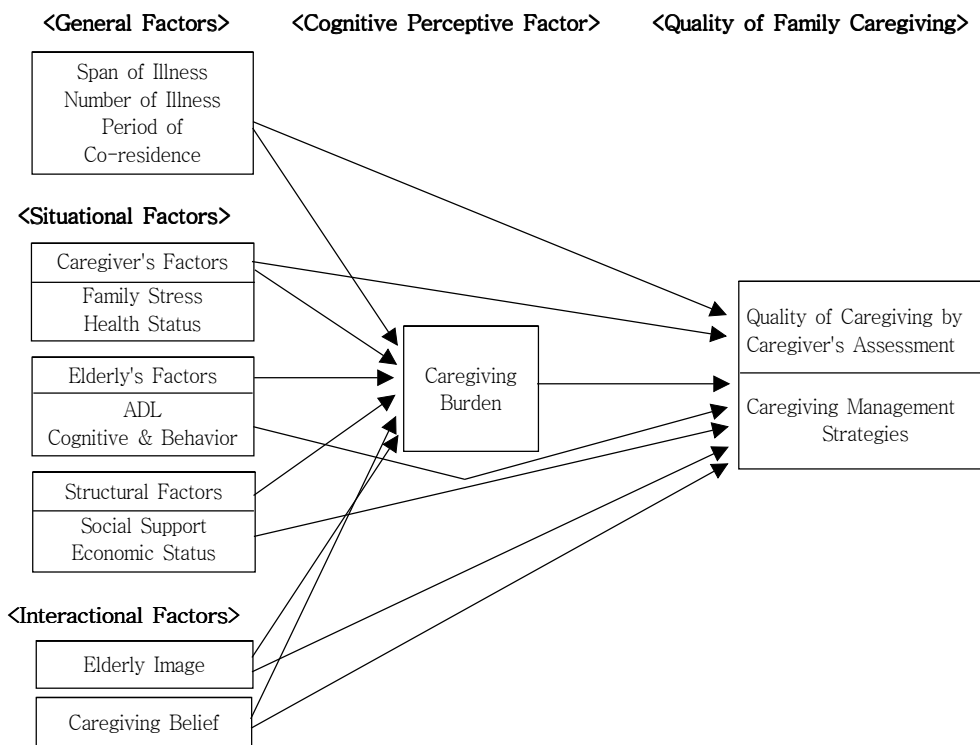 <General Factors>
<Cognitive Perceptive Factor>
<Quality of Family Caregiving>
Span of Illness
Number of Illness
Period of
Co-residence
<Situational Factors>
Caregiver's Factors
Family Stress
Health Status
Elderly's Factors
ADL
Cognitive & Behavior
Structural Factors
Social Support
Economic Status
<Interactional Factors>
Elderly Image
Caregiving Belief
Caregiving
Burden
Quality of Caregiving by
Caregiver's Assessment
Caregiving Management
Strategies